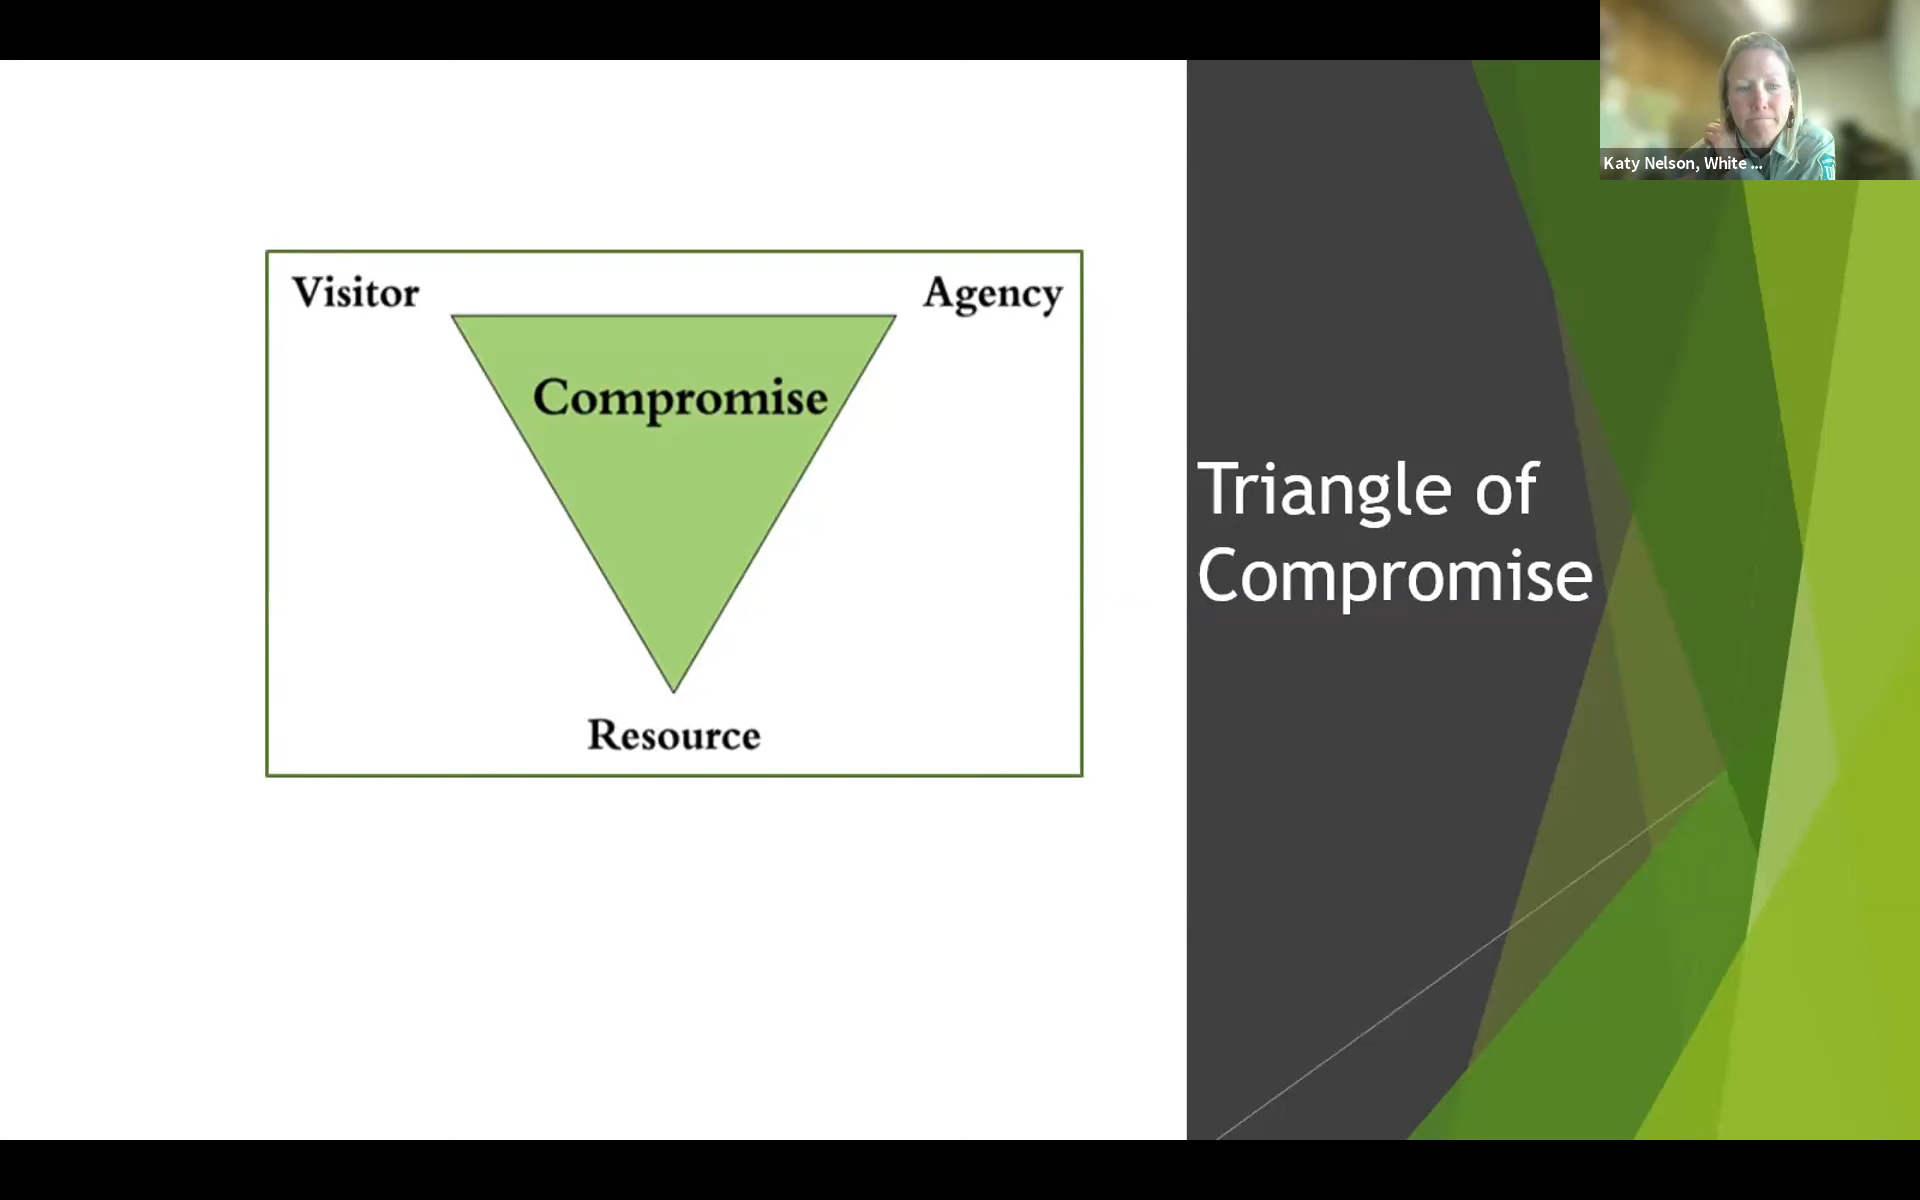 Katy Nelson, White ...
Visitor
Agency
Compromise
Resource
Triangle of
Compromise